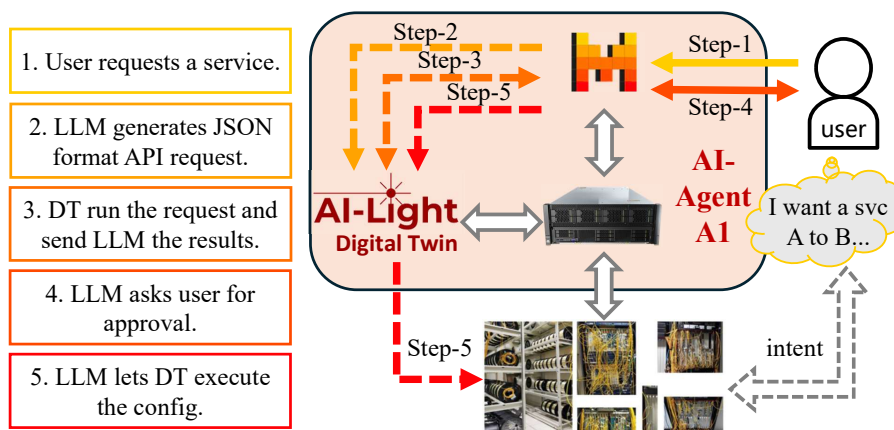 1. User requests a service.
2. LLM generates JSON
format API request.
3. DT run the request and
send LLM the results.
4. LLM asks user for
approval.
5. LLM lets DT execute
the config.
Step-2
Step-3
Step-5
Step-1
Step-4
user
AI-
Agent
A1
AI-Light
Digital Twin
I want a svc
A to B...
Step-5
intent